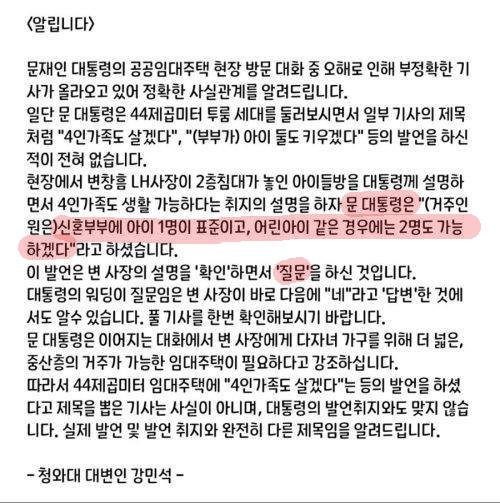 <알립니다>
문재인 대통령의 공공임대주택 현장 방문 대화 중 오해로 인해 부정확한 기
사가 올라오고 있어 정확한 사실관계를 알려드립니다.
일단 문 대통령은 44제곱미터 투룸 세대를 둘러보시면서 일부 기사의 제목
처럼 "4인가족도 살겠다", "(부부가) 아이 둘도 키우겠다" 등의 발언을 하신
적이 전혀 없습니다.
현장에서 변창흠 LH사장이 2층침대가 놓인 아이들방을 대통령께 설명하
면서 4인가족도 생활 가능하다는 취지의 설명을 하자 문 대통령은 "(거주인
원은)신혼부부에 아이 1명이 표준이고, 어린아이 같은 경우에는 2명도 가능
하겠다"라고 하셨습니다.
이 발언은 변 사장의 설명을 '확인'하면서 '질문'을 하신 것입니다.
대통령의 워딩이 질문임은 변 사장이 바로 다음에 "네"라고 '답변'한 것에
서도 알수 있습니다. 풀 기사를 한번 확인해보시기 바랍니다.
문 대통령은 이어지는 대화에서 변 사장에게 다자녀 가구를 위해 더 넓은,
중산층의 거주가 가능한 임대주택이 필요하다고 강조하십니다.
따라서 44제곱미터 임대주택에 "4인가족도 살겠다"는 등의 발언을 하셨
다고 제목을 뽑은 기사는 사실이 아니며, 대통령의 발언취지와도 맞지 않습
니다. 실제 발언 및 발언 취지와 완전히 다른 제목임을 알려드립니다.
- 청와대 대변인 강민석 -